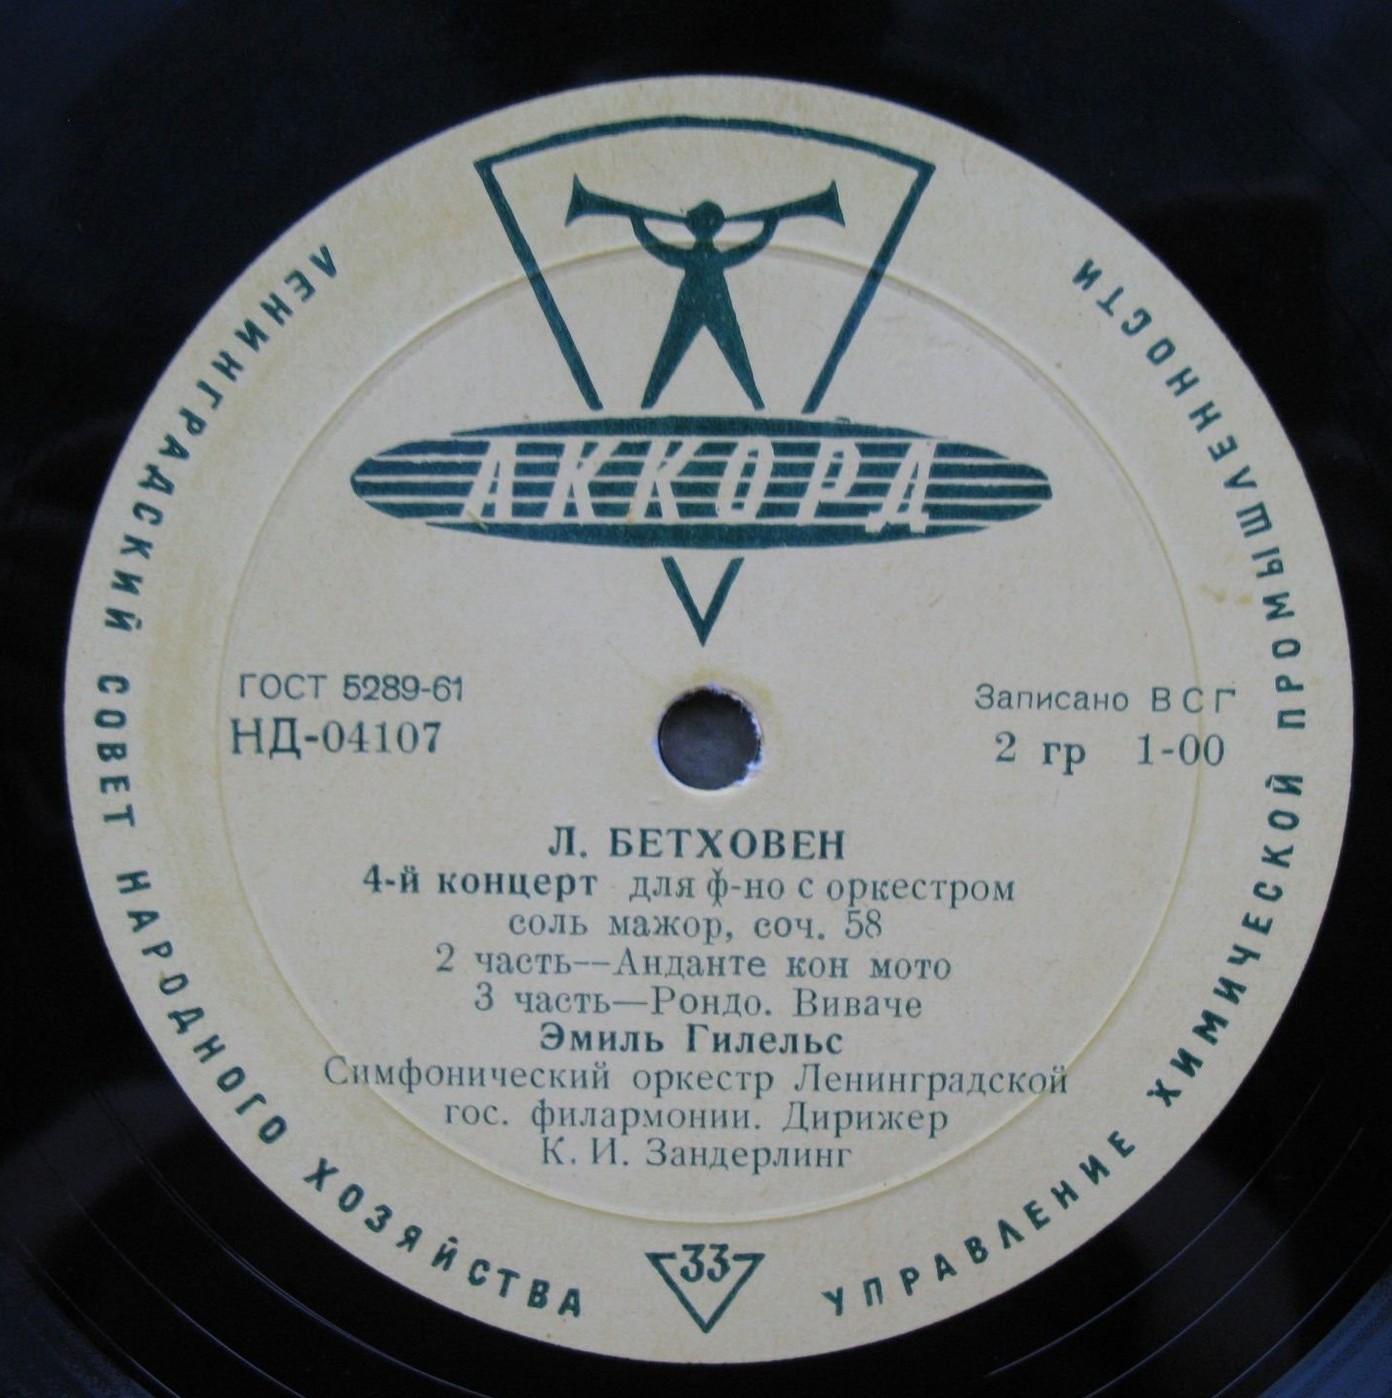 АККОРД
ЛЕНИНГРАДСКИЙ СОВЕТ НАРОДНОГО ХОЗЯЙСТВА
УПРАВЛЕНИЕ ХИМИЧЕСКОЙ ПРОМЫШЛЕННОСТИ
ГОСТ 5289-61
НД-04107
Записано ВСГ
2 гр 1-00
Л. БЕТХОВЕН
4-й концерт для ф-но с оркестром
соль мажор, соч. 58
2 часть--Анданте кон мото
3 часть—Рондо. Виваче
Эмиль Гилельс
Симфонический оркестр Ленинградской
гос. филармонии. Дирижер
К. И. Зандерлинг
33